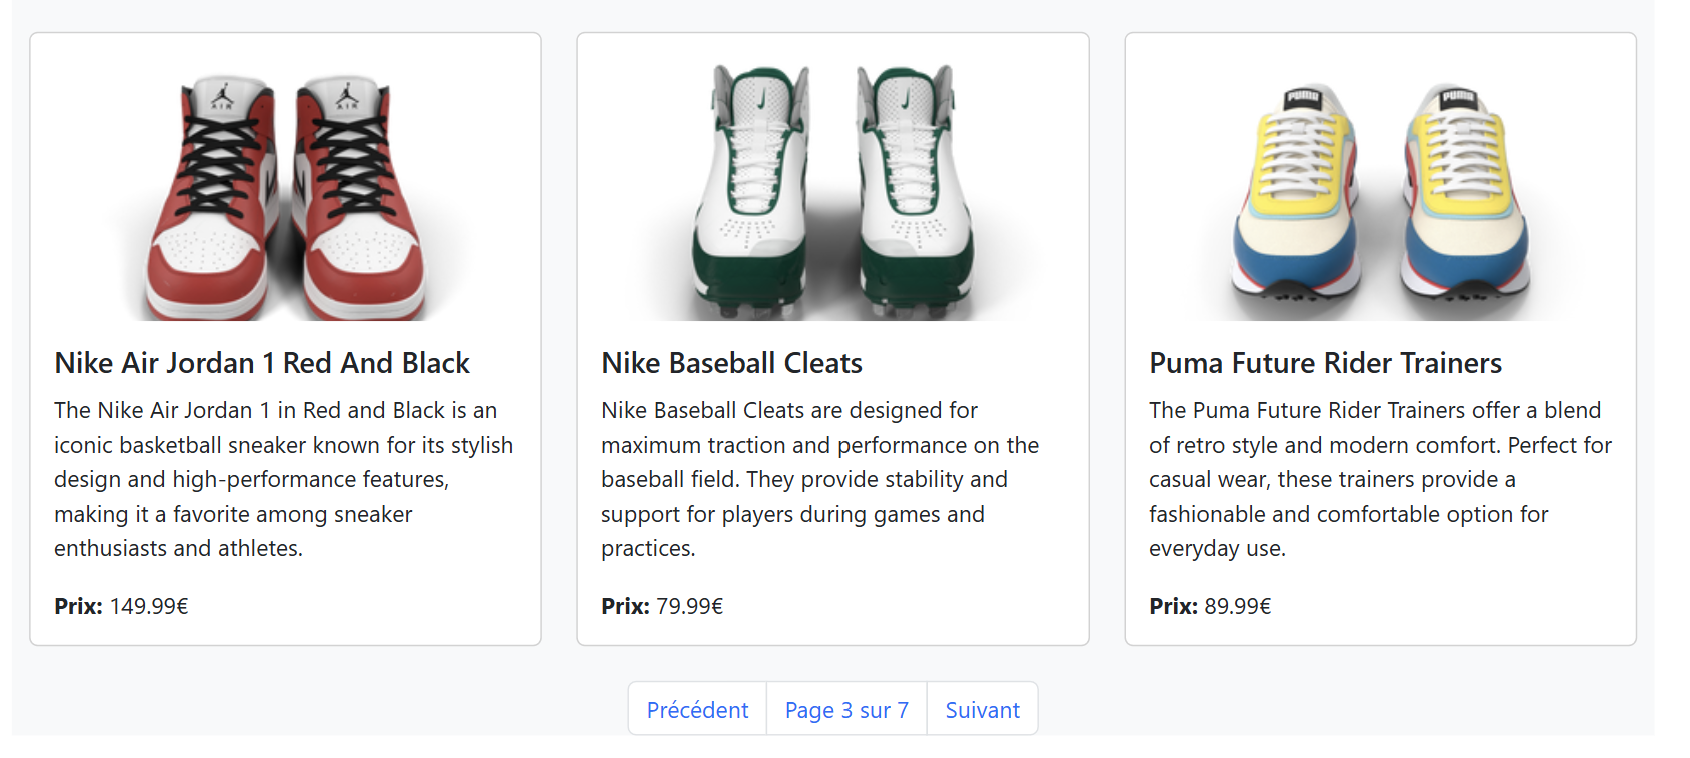 AIR
AIR
PUMA
PUMA
Nike Air Jordan 1 Red And Black
The Nike Air Jordan 1 in Red and Black is an
iconic basketball sneaker known for its stylish
design and high-performance features,
making it a favorite among sneaker
enthusiasts and athletes.
Prix: 149.99€
Nike Baseball Cleats
Nike Baseball Cleats are designed for
maximum traction and performance on the
baseball field. They provide stability and
support for players during games and
practices.
Prix: 79.99€
Puma Future Rider Trainers
The Puma Future Rider Trainers offer a blend
of retro style and modern comfort. Perfect for
casual wear, these trainers provide a
fashionable and comfortable option for
everyday use.
Prix: 89.99€
Précédent
Page 3 sur 7
Suivant